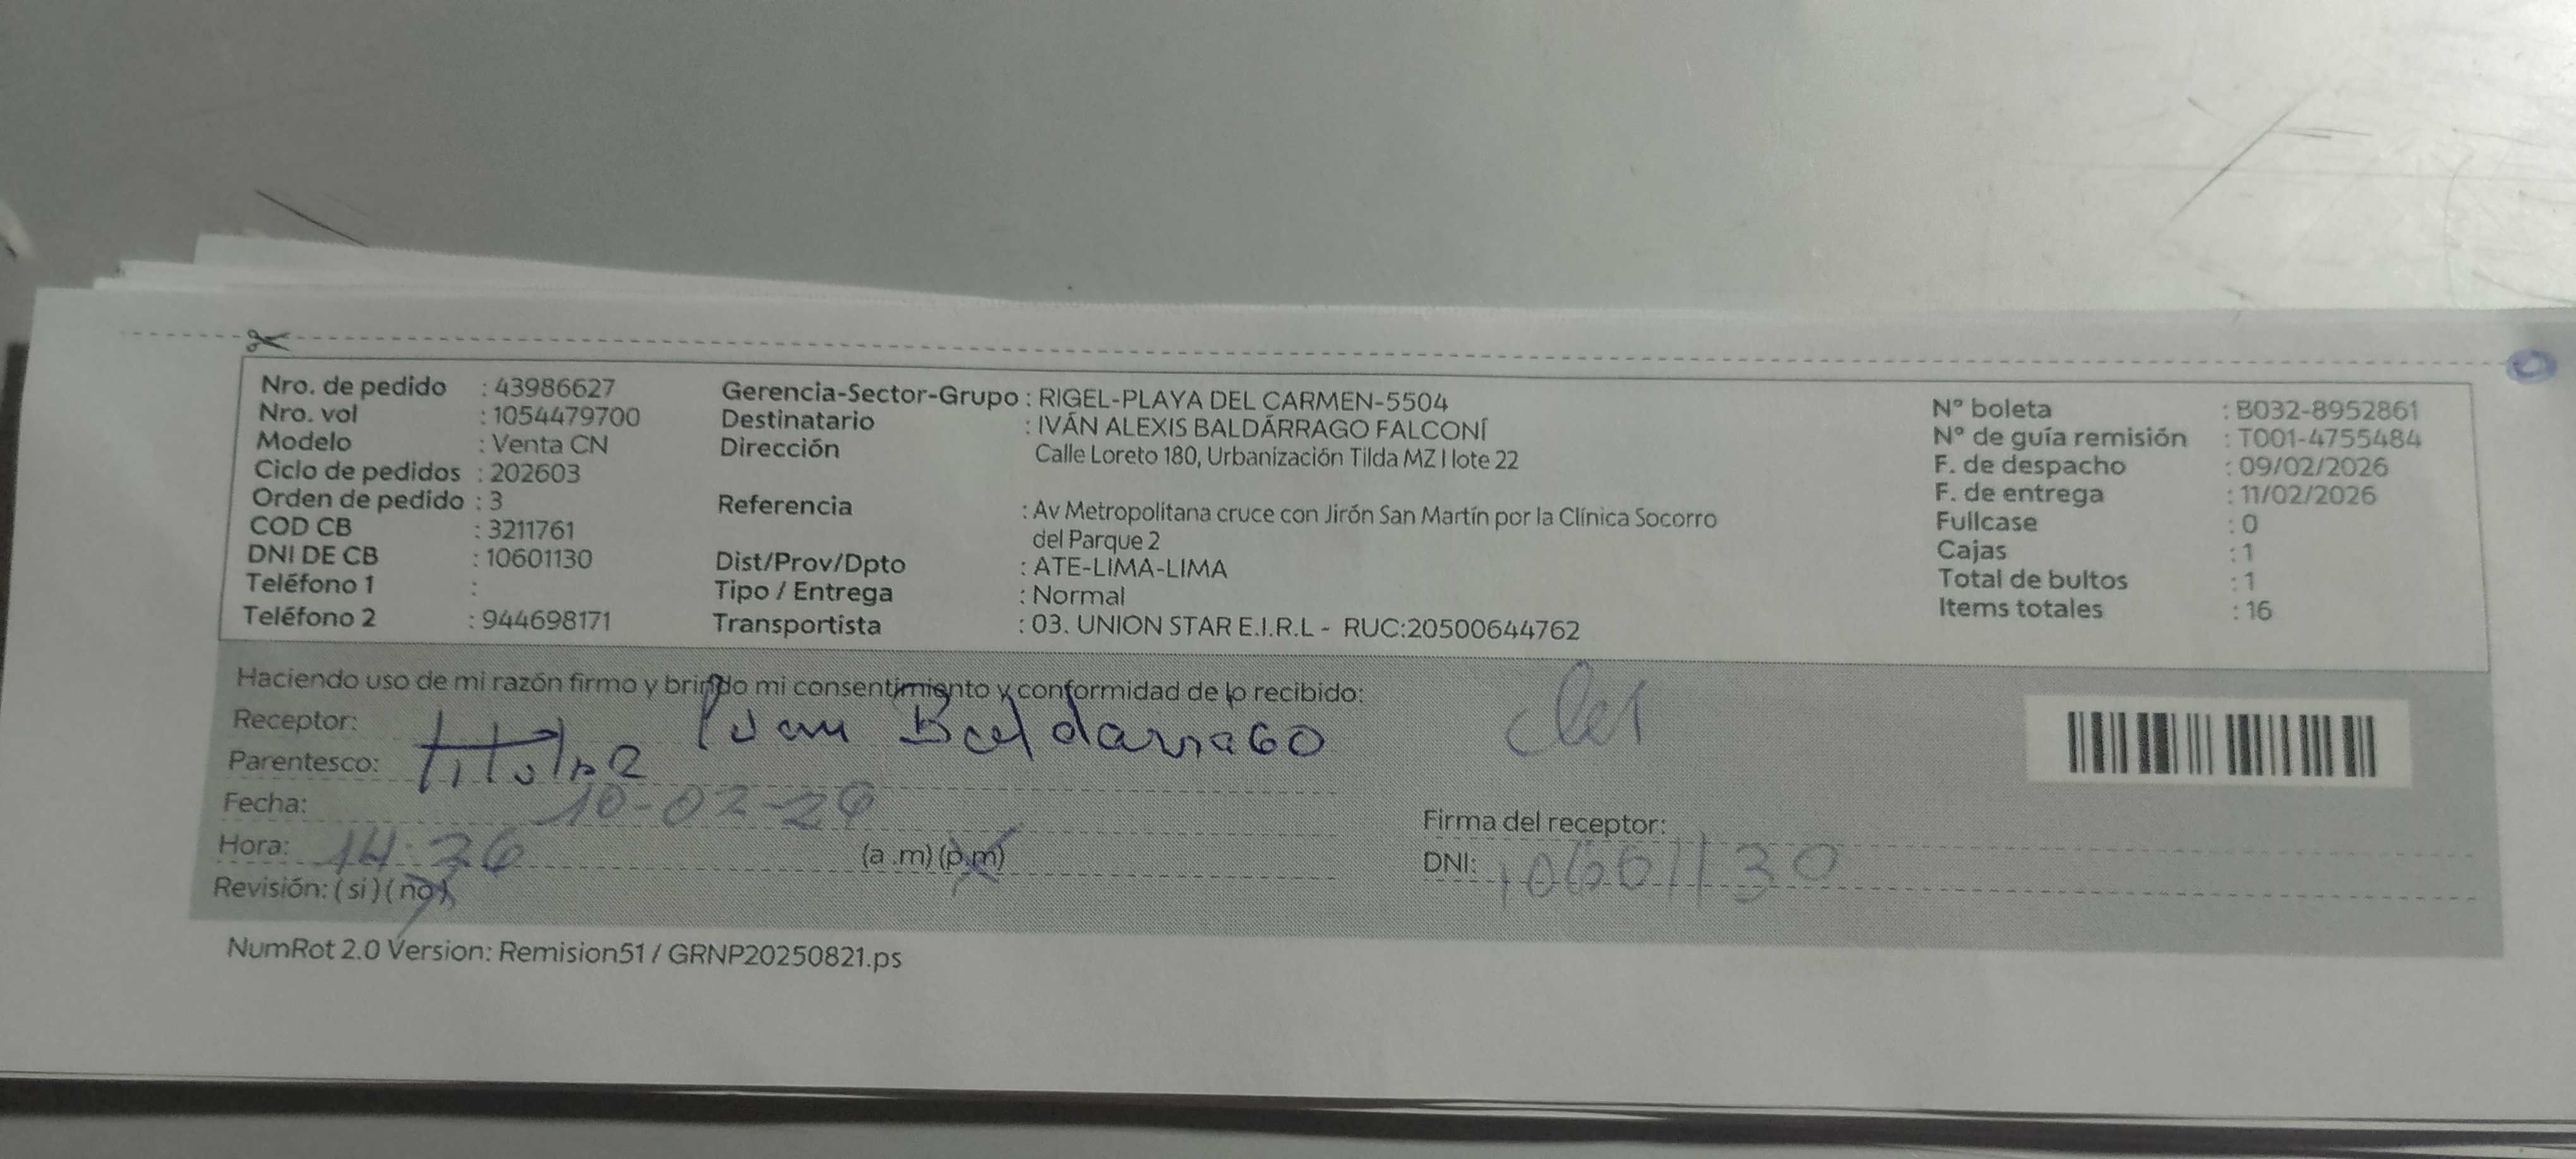 Nro. de pedido : 43986627
Nro. vol : 1054479700
Modelo : Venta CN
Ciclo de pedidos : 202603
Orden de pedido : 3
COD CB : 3211761
DNI DE CB : 10601130
Teléfono 1 :
Teléfono 2 : 944698171
Gerencia-Sector-Grupo : RIGEL-PLAYA DEL CARMEN-5504
Destinatario : IVÁN ALEXIS BALDÁRRAGO FALCONÍ
Dirección Calle Loreto 180, Urbanización Tilda MZ I lote 22
Referencia : Av Metropolitana cruce con Jirón San Martín por la Clínica Socorro
del Parque 2
Dist/Prov/Dpto : ATE-LIMA-LIMA
Tipo / Entrega : Normal
Transportista : 03. UNION STAR E.I.R.L - RUC:20500644762
N° boleta : B032-8952861
N° de guía remisión : T001-4755484
F. de despacho : 09/02/2026
F. de entrega : 11/02/2026
Fullcase : 0
Cajas : 1
Total de bultos : 1
Items totales : 16
Haciendo uso de mi razón firmo y brindo mi consentimiento y conformidad de lo recibido:
Receptor: Ivan Baldarrago
Parentesco: titular
Fecha: 10-02-26
Hora: 14:36 (a .m) (p.m)
Revisión: ( si ) ( no )
Firma del receptor:
DNI: 10601130
NumRot 2.0 Version: Remision51 / GRNP20250821.ps